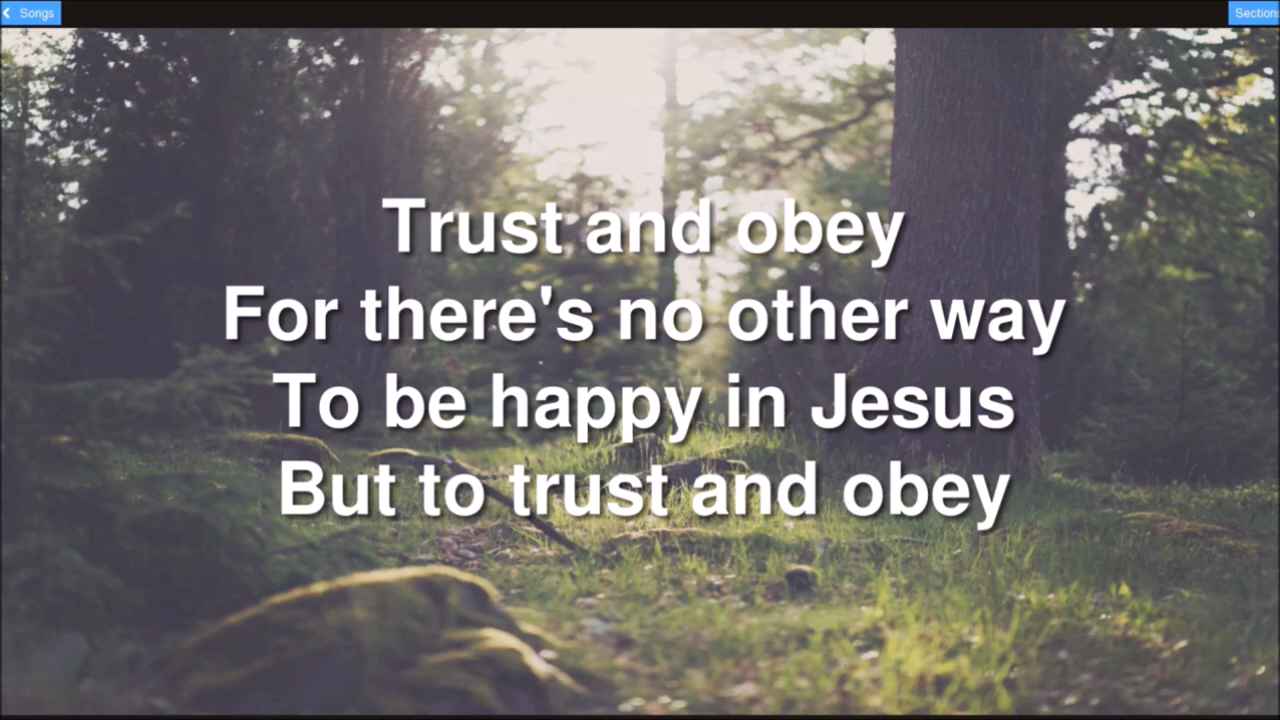 Songs
Section
Trust and obey
For there's no other way
To be happy in Jesus
But to trust and obey